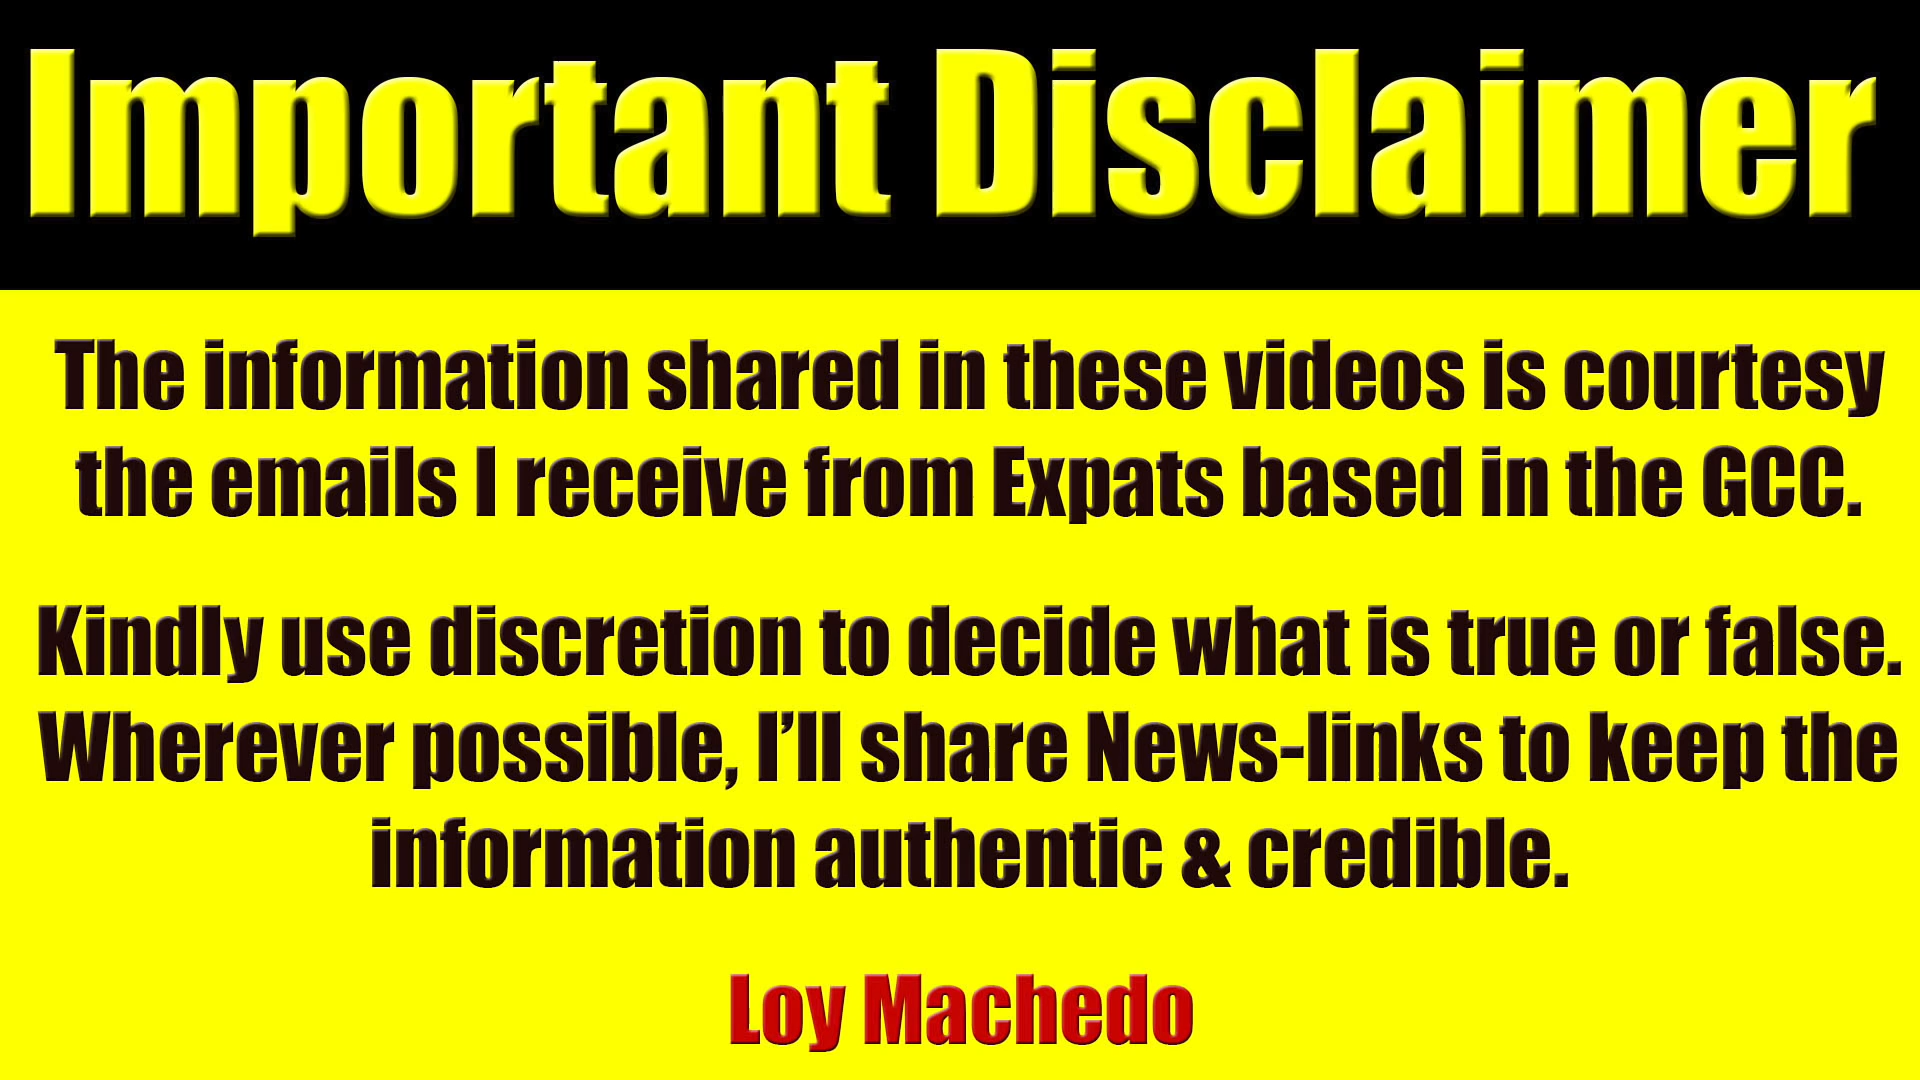 Important Disclaimer
The information shared in these videos is courtesy
the emails I receive from Expats based in the GCC.
Kindly use discretion to decide what is true or false.
Wherever possible, I’ll share News-links to keep the
information authentic & credible.
Loy Machedo